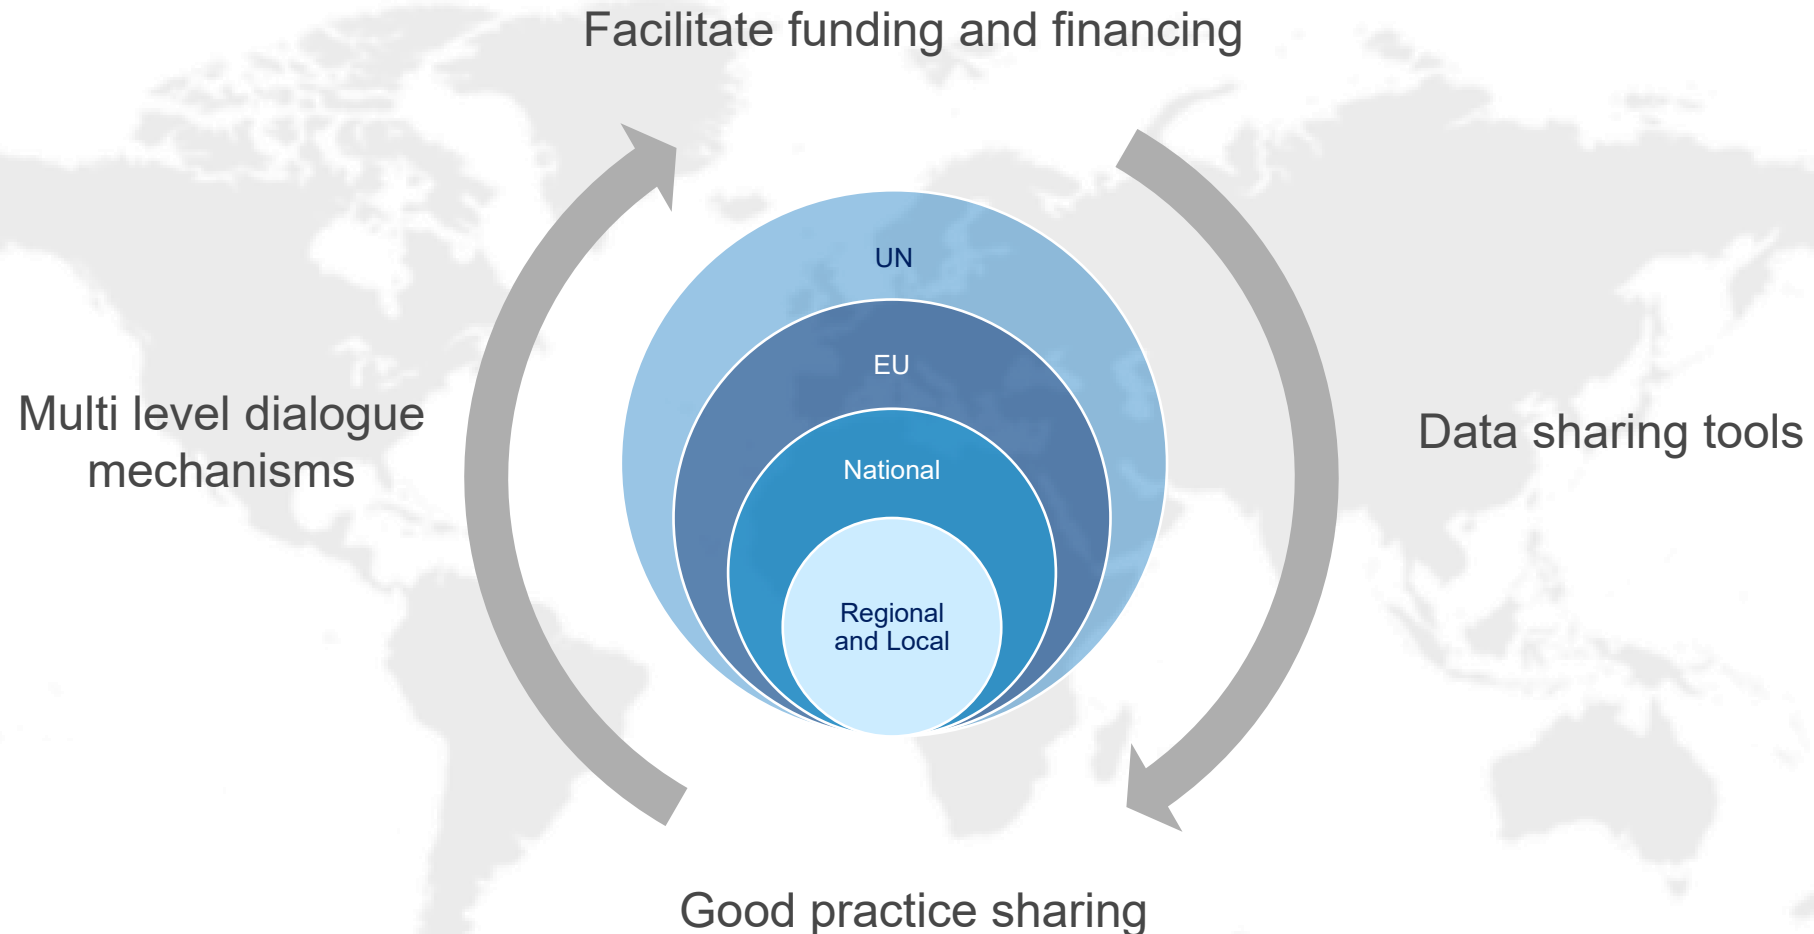 Facilitate funding and financing
UN
EU
National
Regional
and Local
Multi level dialogue
mechanisms
Data sharing tools
Good practice sharing